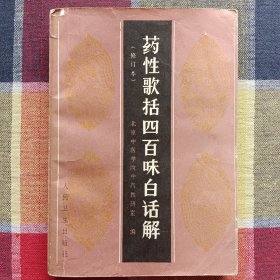 药性歌括四百味白话解
（修订本）
北京中医学院中药教研室 编
人民卫生出版社